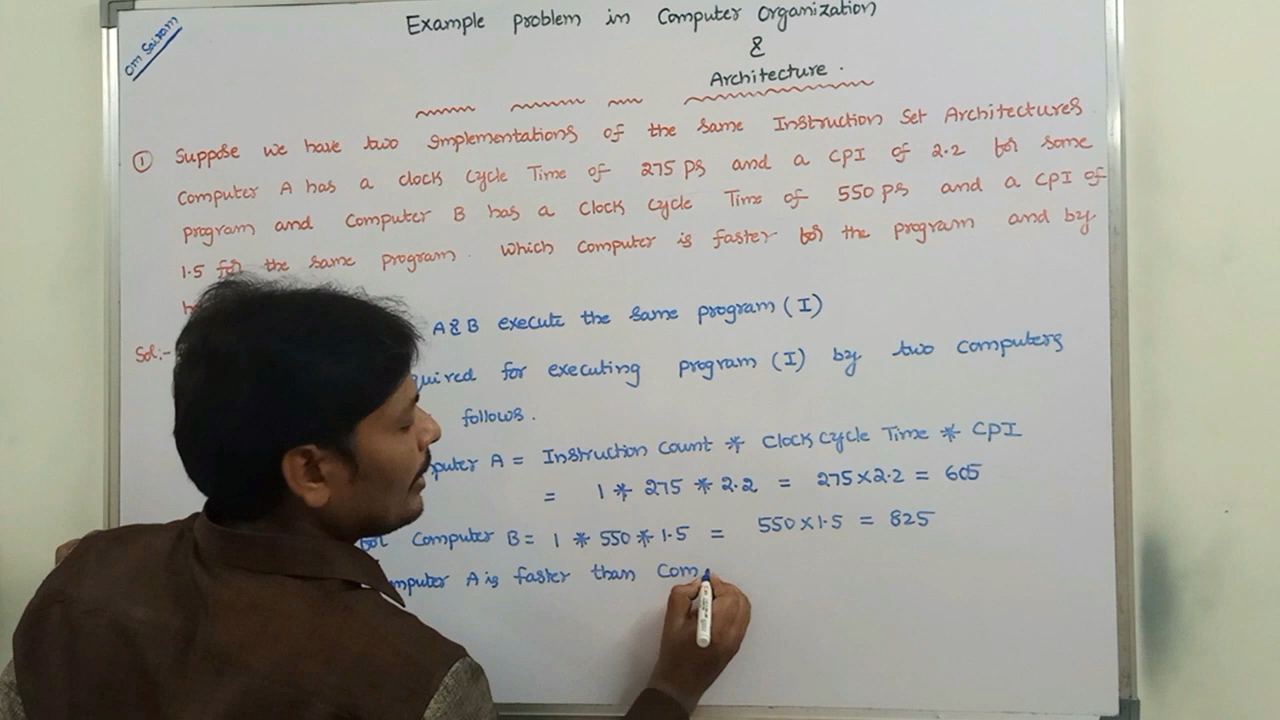 Om Sairam
Example problem in Computer Organization
&
Architecture.
① Suppose we have two Implementations of the same Instruction Set Architectures
Computer A has a clock Cycle Time of 275 ps and a CPI of 2.2 for some
program and Computer B has a Clock Cycle Time of 550 ps and a CPI of
1.5 for the same program. Which Computer is faster for the program and by
Sol:- A & B execute the same program (I)
quired for executing program (I) by two computers
follows.
puter A = Instruction Count * Clock Cycle Time * CPI
= 1 * 275 * 2.2 = 275×2.2 = 605
for Computer B = 1 * 550 * 1.5 = 550×1.5 = 825
mputer A is faster than Com